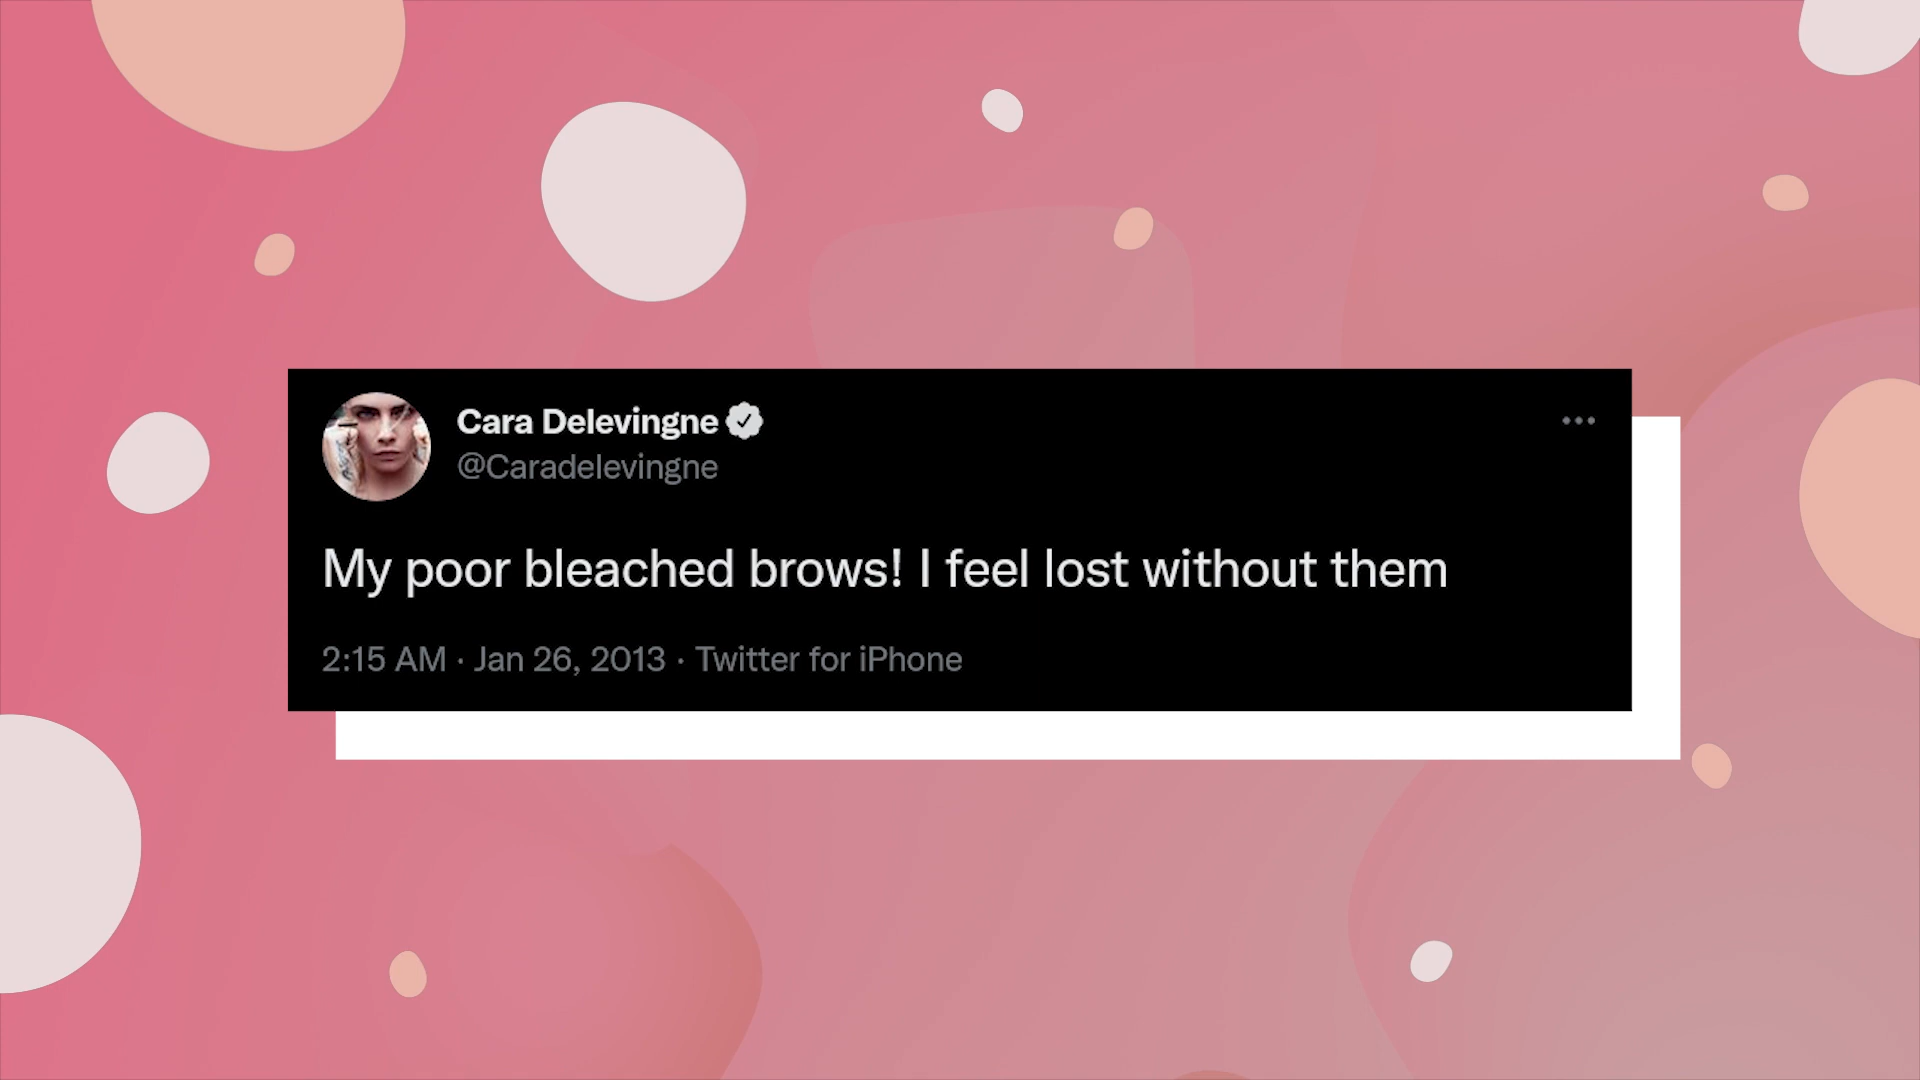 Cara Delevingne
@Caradelevingne
My poor bleached brows! I feel lost without them
2:15 AM · Jan 26, 2013 · Twitter for iPhone